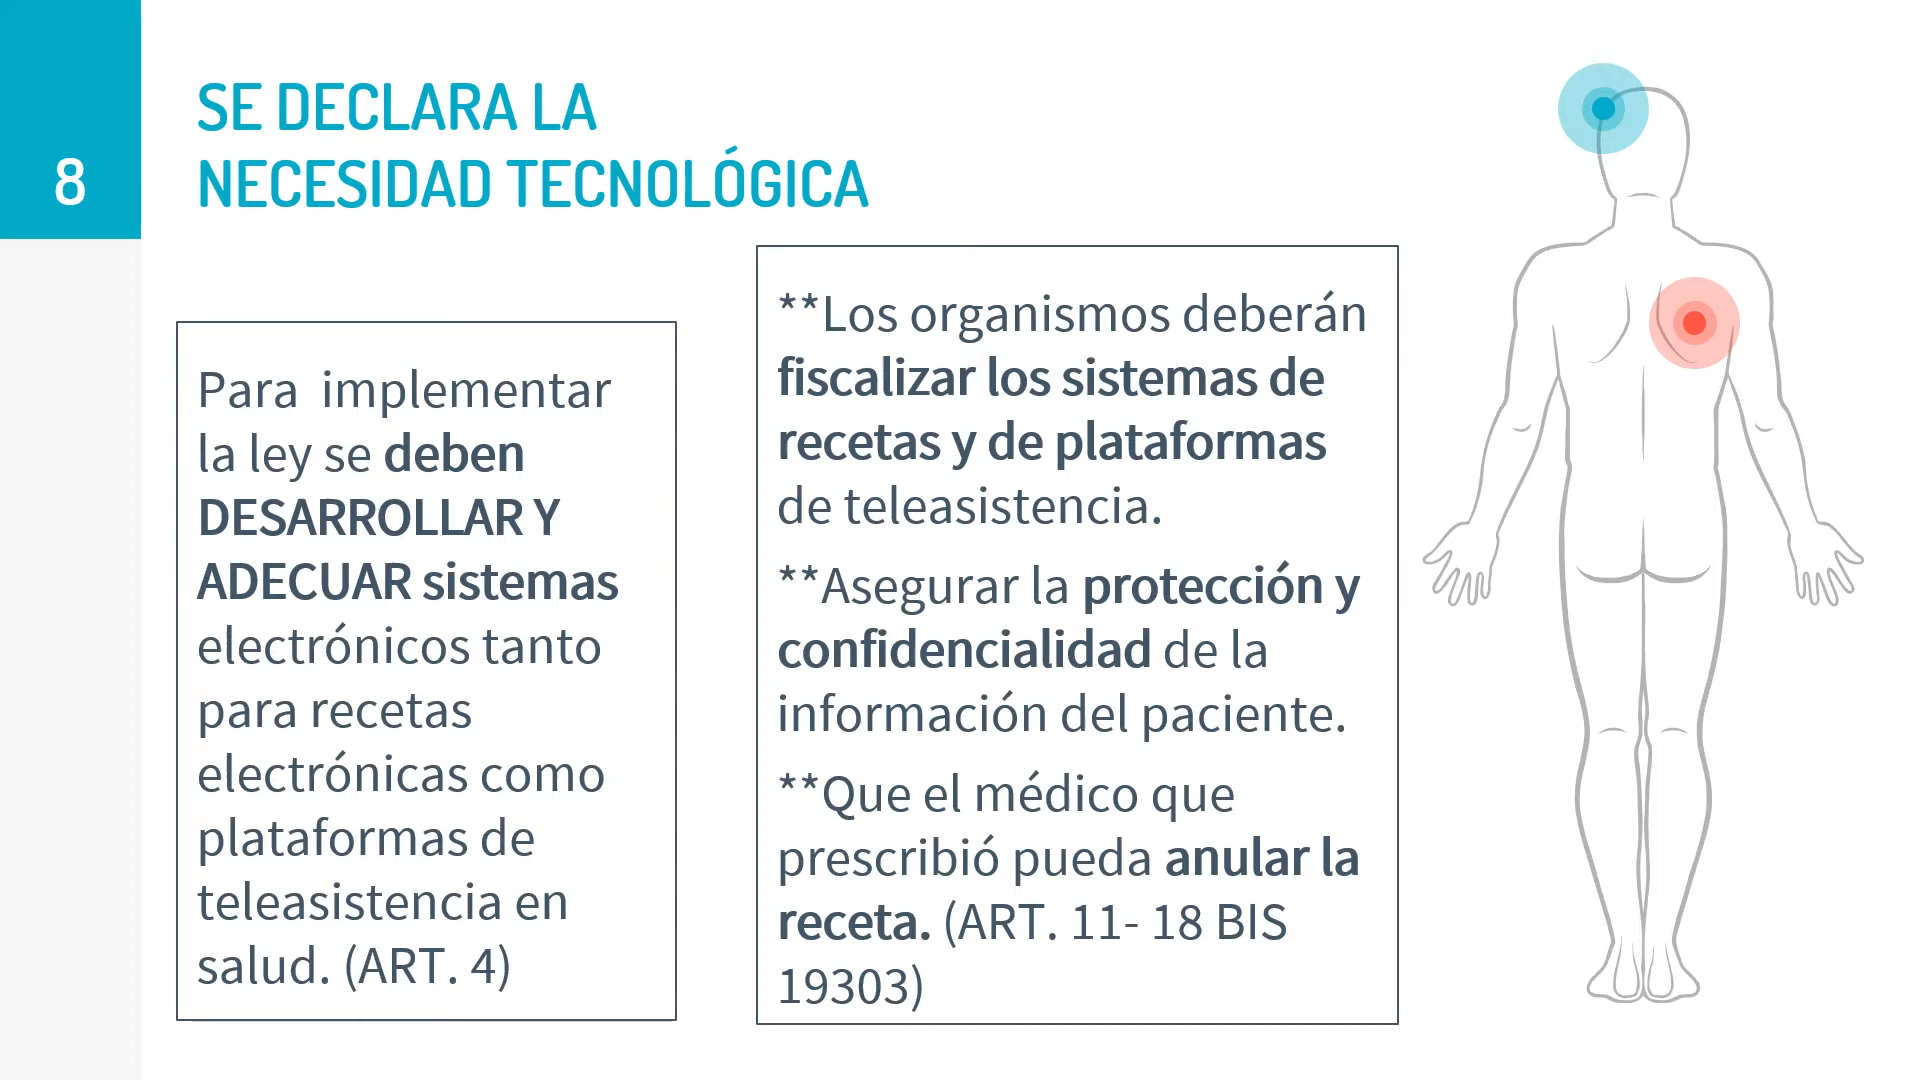 8
SE DECLARA LA
NECESIDAD TECNOLÓGICA
Para  implementar
la ley se deben
DESARROLLAR Y
ADECUAR sistemas
electrónicos tanto
para recetas
electrónicas como
plataformas de
teleasistencia en
salud. (ART. 4)
**Los organismos deberán
fiscalizar los sistemas de
recetas y de plataformas
de teleasistencia.
**Asegurar la protección y
confidencialidad de la
información del paciente.
**Que el médico que
prescribió pueda anular la
receta. (ART. 11- 18 BIS
19303)